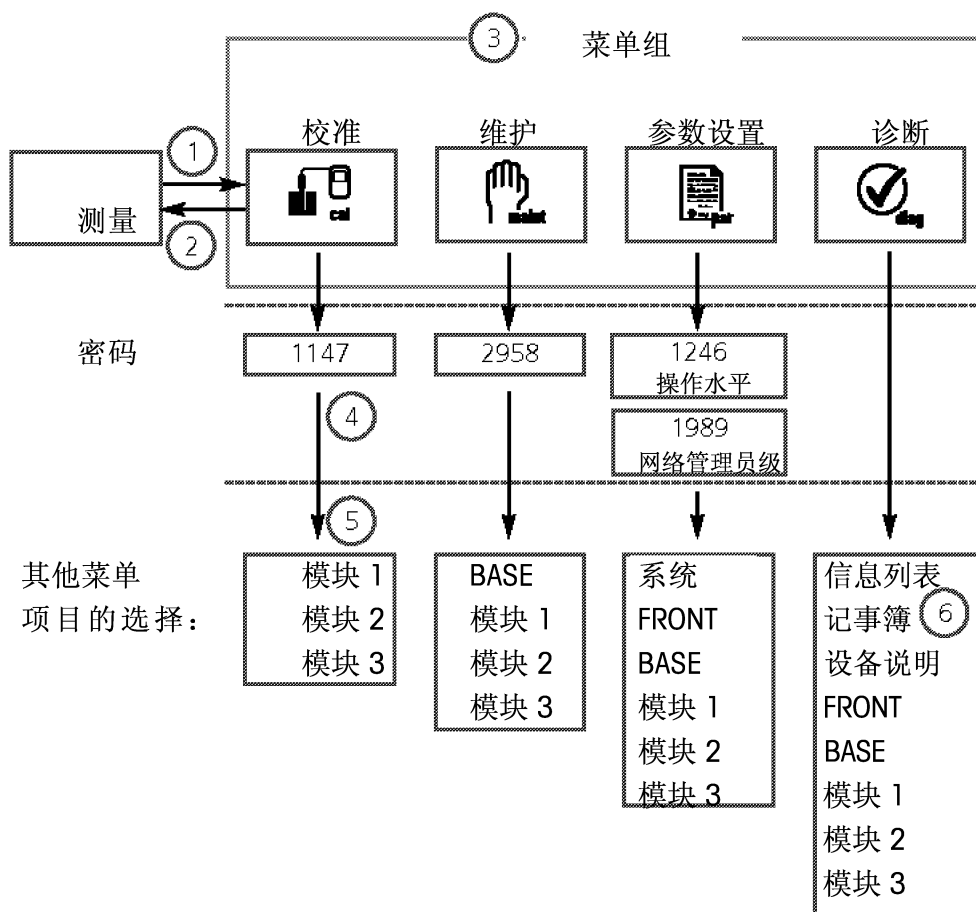 ③ 菜单组
校准 维护 参数设置 诊断
①
测量 cal maint par diag
②
密码 1147 2958 1246
操作水平
④ 1989
网络管理员级
⑤
其他菜单 模块 1 BASE 系统 信息列表
项目的选择: 模块 2 模块 1 FRONT 记事簿 ⑥
模块 3 模块 2 BASE 设备说明
模块 3 模块 1 FRONT
模块 2 BASE
模块 3 模块 1
模块 2
模块 3